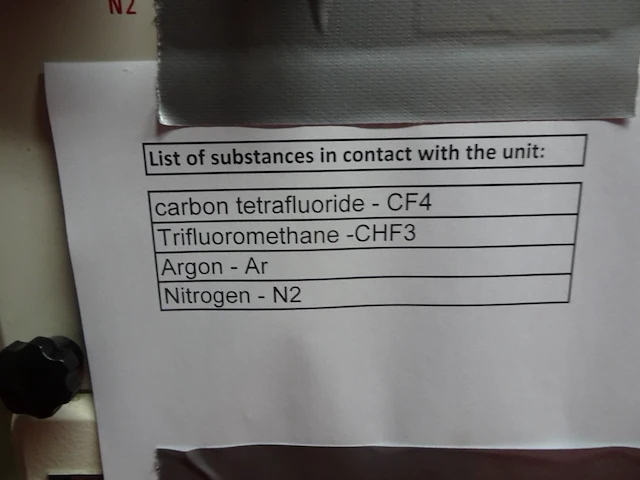 N2
List of substances in contact with the unit:
carbon tetrafluoride - CF4
Trifluoromethane -CHF3
Argon - Ar
Nitrogen - N2